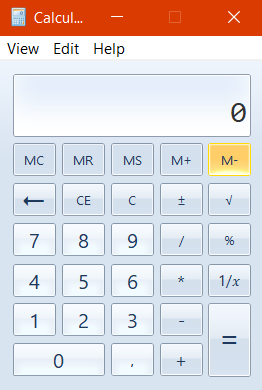 Calcul...
View Edit Help
0
MC MR MS M+ M-
← CE C ± √
7 8 9 / %
4 5 6 * 1/x
1 2 3 - =
0 , +